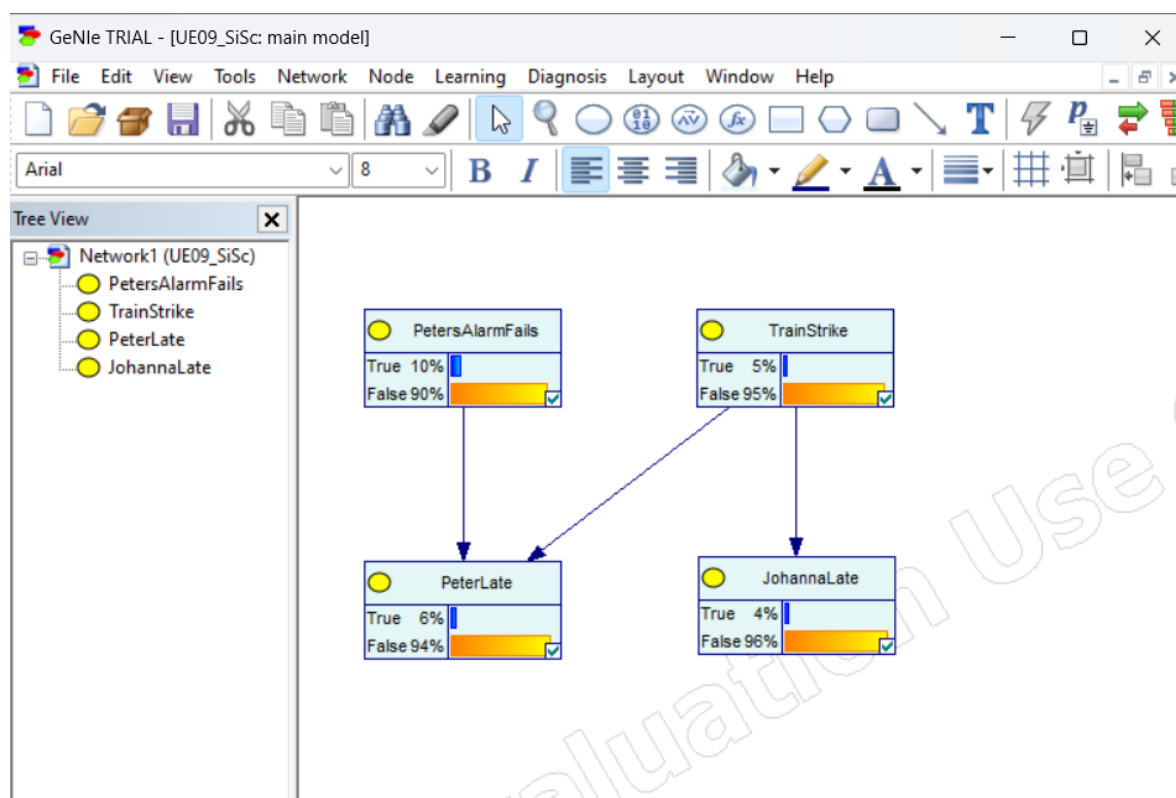 GeNIe TRIAL - [UE09_SiSc: main model]
File Edit View Tools Network Node Learning Diagnosis Layout Window Help
Arial 8 B I A
Tree View
Network1 (UE09_SiSc)
PetersAlarmFails
TrainStrike
PeterLate
JohannaLate
PetersAlarmFails
True 10%
False 90%
TrainStrike
True 5%
False 95%
PeterLate
True 6%
False 94%
JohannaLate
True 4%
False 96%
Use